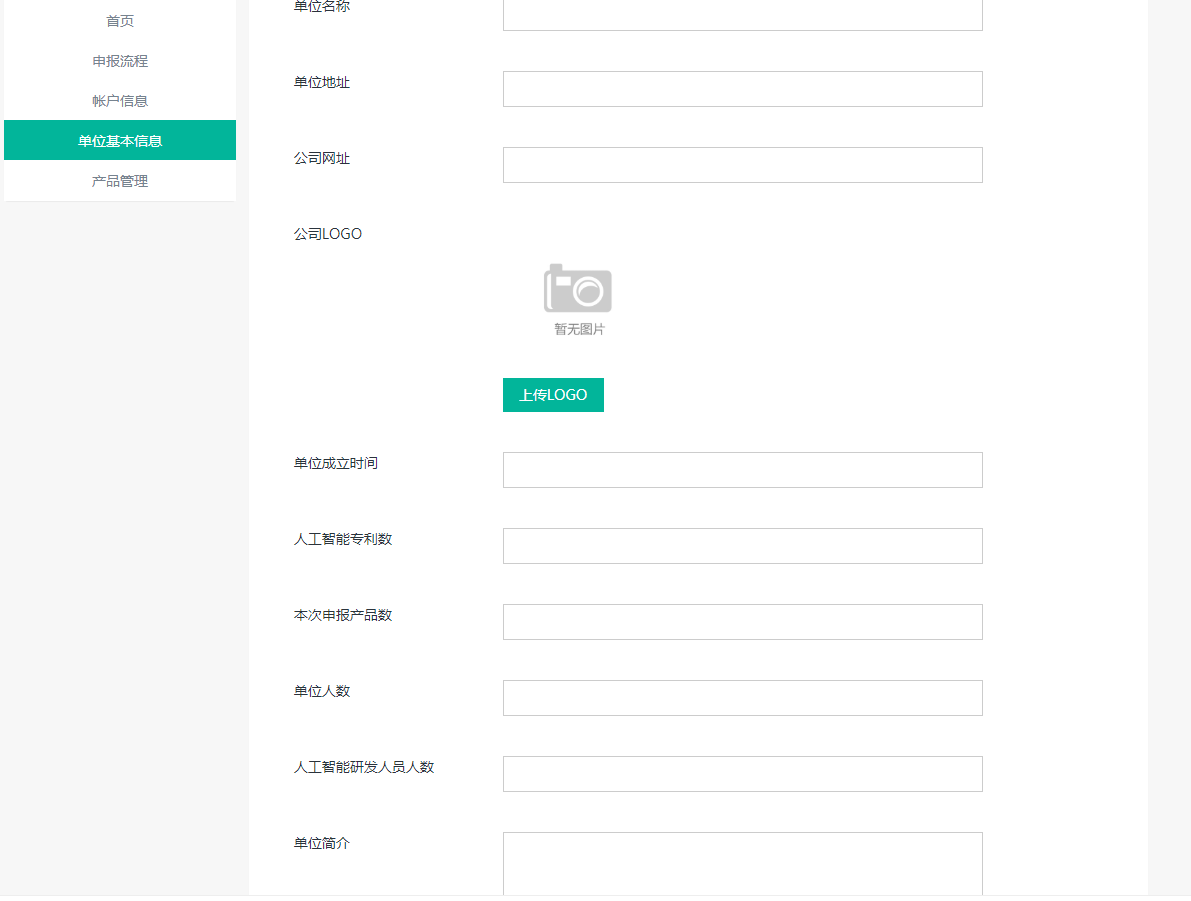 首页
申报流程
帐户信息
单位基本信息
产品管理
单位名称
单位地址
公司网址
公司LOGO
暂无图片
上传LOGO
单位成立时间
人工智能专利数
本次申报产品数
单位人数
人工智能研发人员人数
单位简介